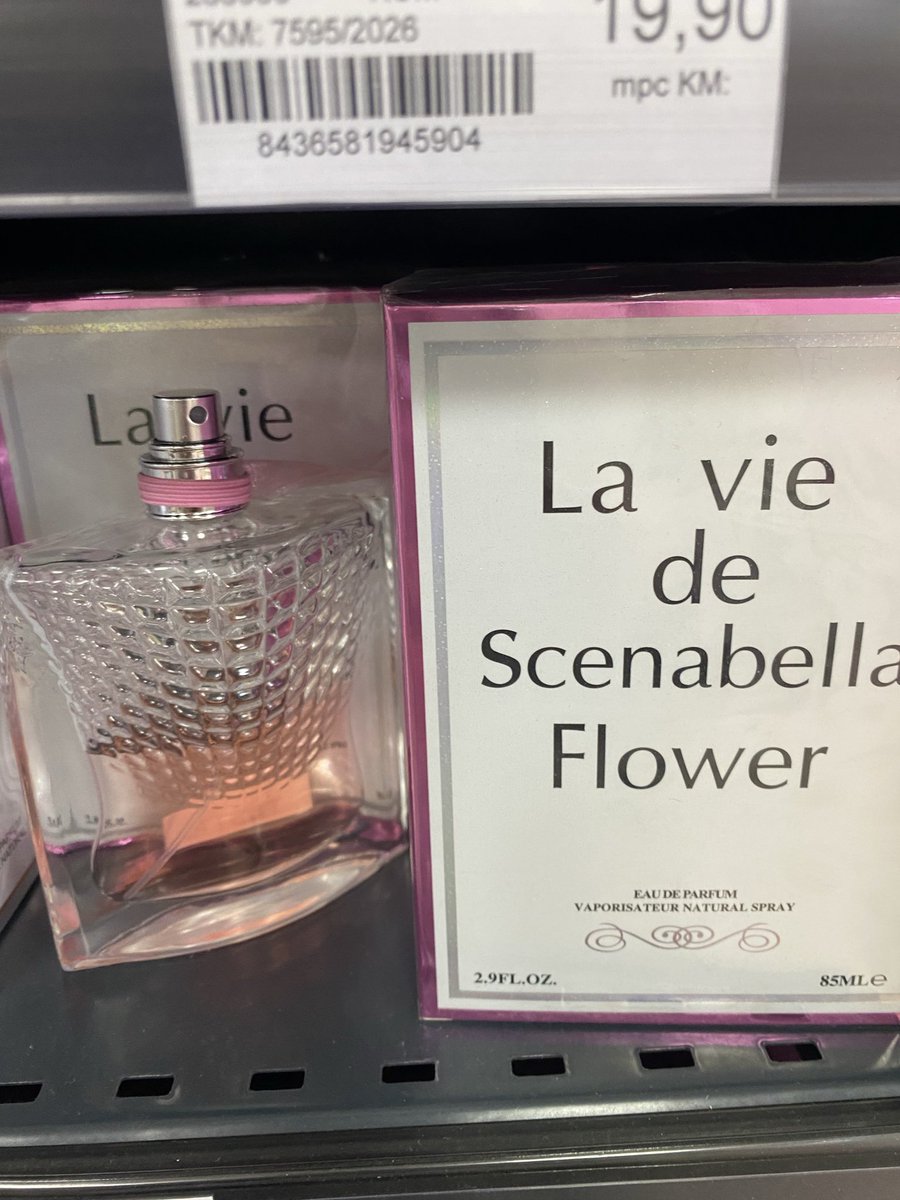 TKM: 7595/2026
19,90
mpc KM:
8436581945904
La vie
La vie
de
Scenabella
Flower
EAU DE PARFUM
VAPORISATEUR NATURAL SPRAY
2.9FL.OZ.
85ML e